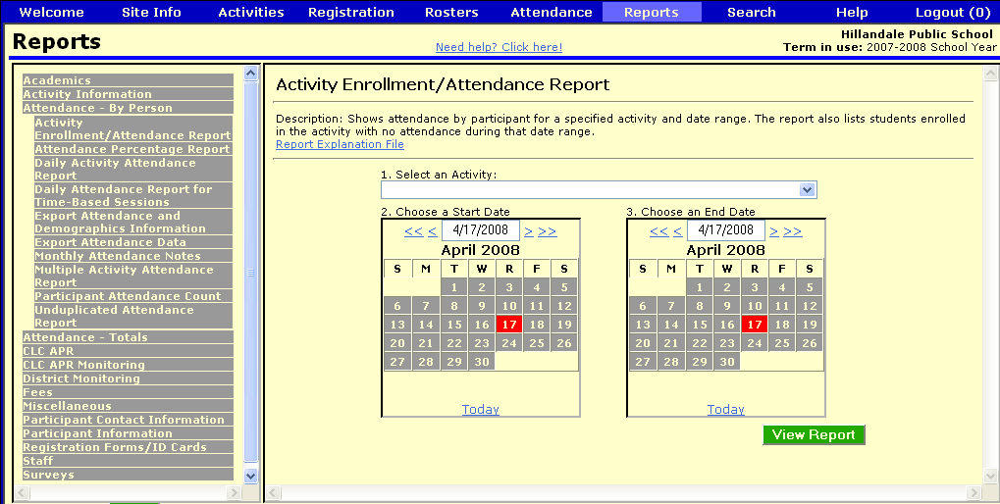 Welcome Site Info Activities Registration Rosters Attendance Reports Search Help Logout (0)
Reports
Need help? Click here!
Hillandale Public School
Term in use: 2007-2008 School Year
Academics
Activity Information
Attendance - By Person
Activity
Enrollment/Attendance Report
Attendance Percentage Report
Daily Activity Attendance
Report
Daily Attendance Report for
Time-Based Sessions
Export Attendance and
Demographics Information
Export Attendance Data
Monthly Attendance Notes
Multiple Activity Attendance
Report
Participant Attendance Count
Unduplicated Attendance
Report
Attendance - Totals
CLC APR
CLC APR Monitoring
District Monitoring
Fees
Miscellaneous
Participant Contact Information
Participant Information
Registration Forms/ID Cards
Staff
Surveys
Activity Enrollment/Attendance Report
Description: Shows attendance by participant for a specified activity and date range. The report also lists students enrolled
in the activity with no attendance during that date range.
Report Explanation File
1. Select an Activity:
2. Choose a Start Date
<< < 4/17/2008 > >>
April 2008
S M T W R F S
1 2 3 4 5
6 7 8 9 10 11 12
13 14 15 16 17 18 19
20 21 22 23 24 25 26
27 28 29 30
Today
3. Choose an End Date
<< < 4/17/2008 > >>
April 2008
S M T W R F S
1 2 3 4 5
6 7 8 9 10 11 12
13 14 15 16 17 18 19
20 21 22 23 24 25 26
27 28 29 30
Today
View Report